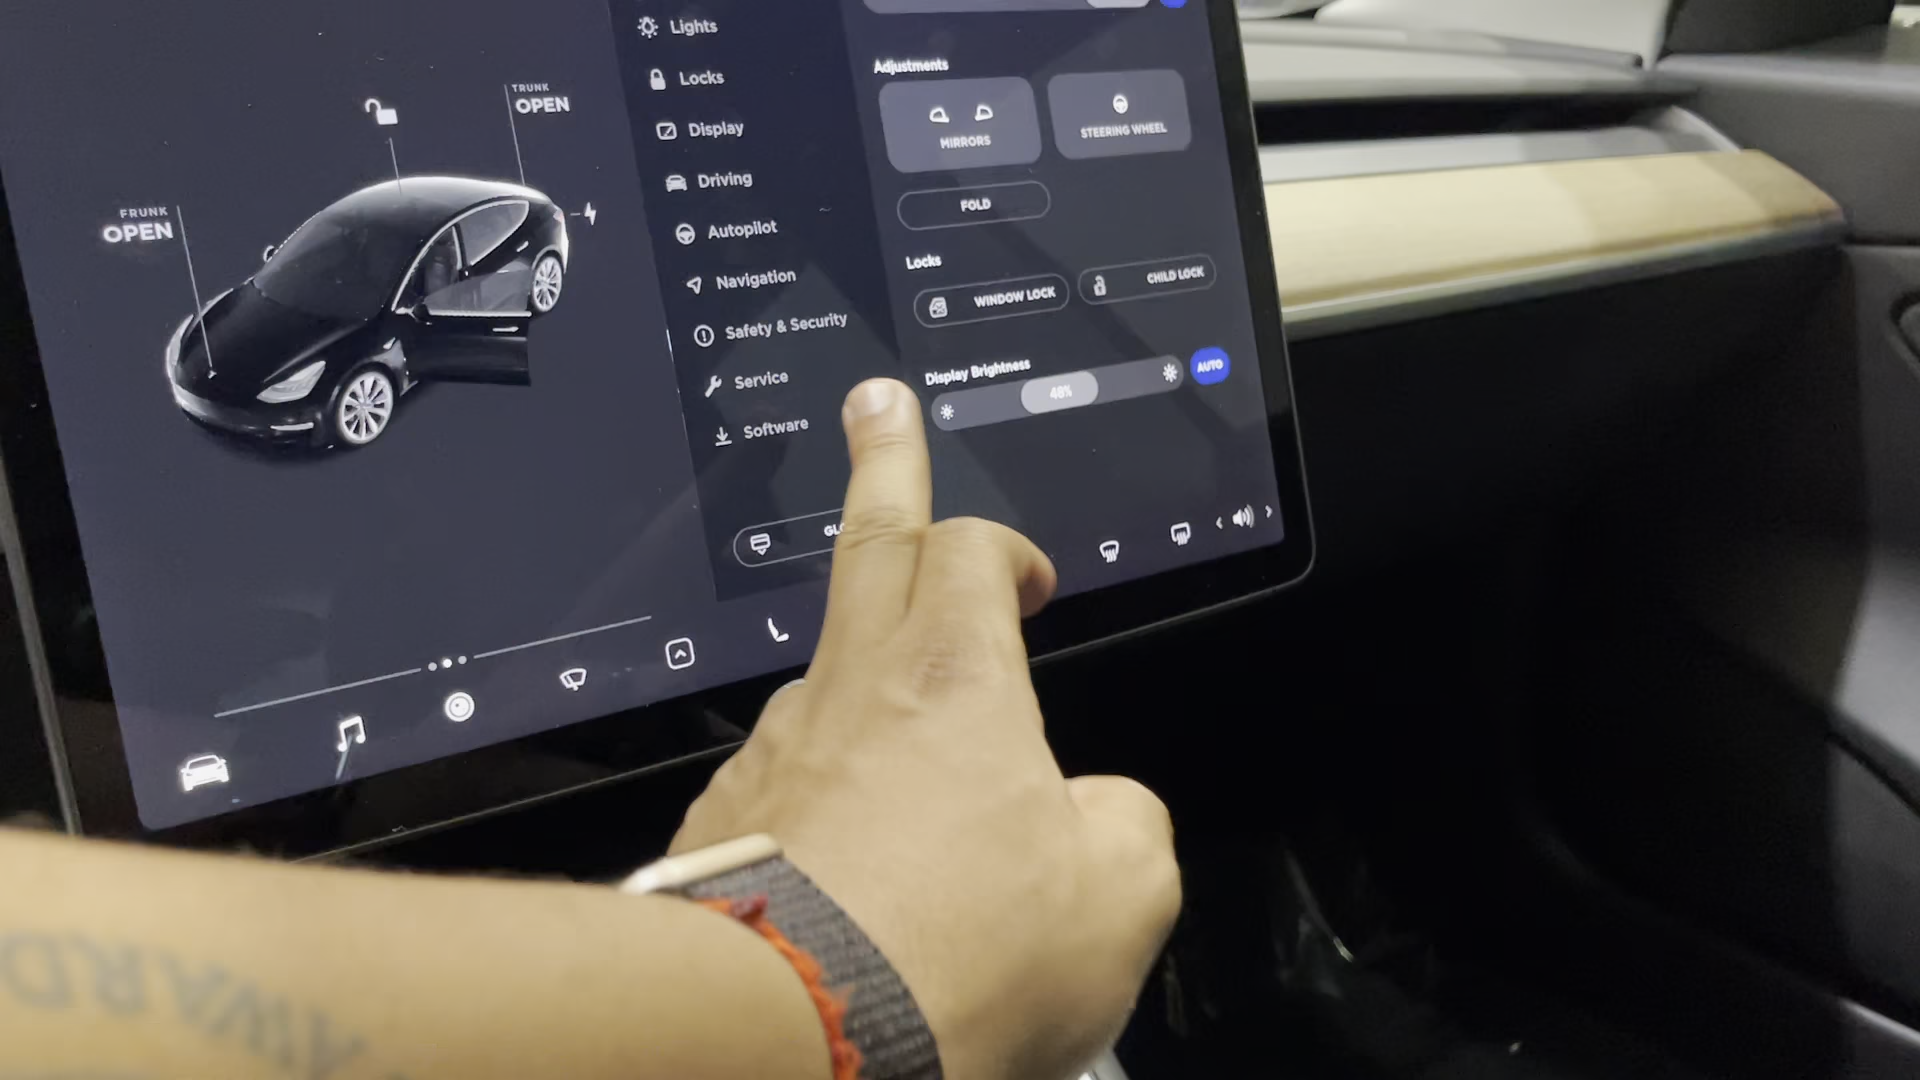 TRUNK
OPEN
FRUNK
OPEN
Lights
Locks
Display
Driving
Autopilot
Navigation
Safety & Security
Service
Software
Adjustments
MIRRORS
STEERING WHEEL
FOLD
Locks
WINDOW LOCK
CHILD LOCK
Display Brightness
48%
AUTO